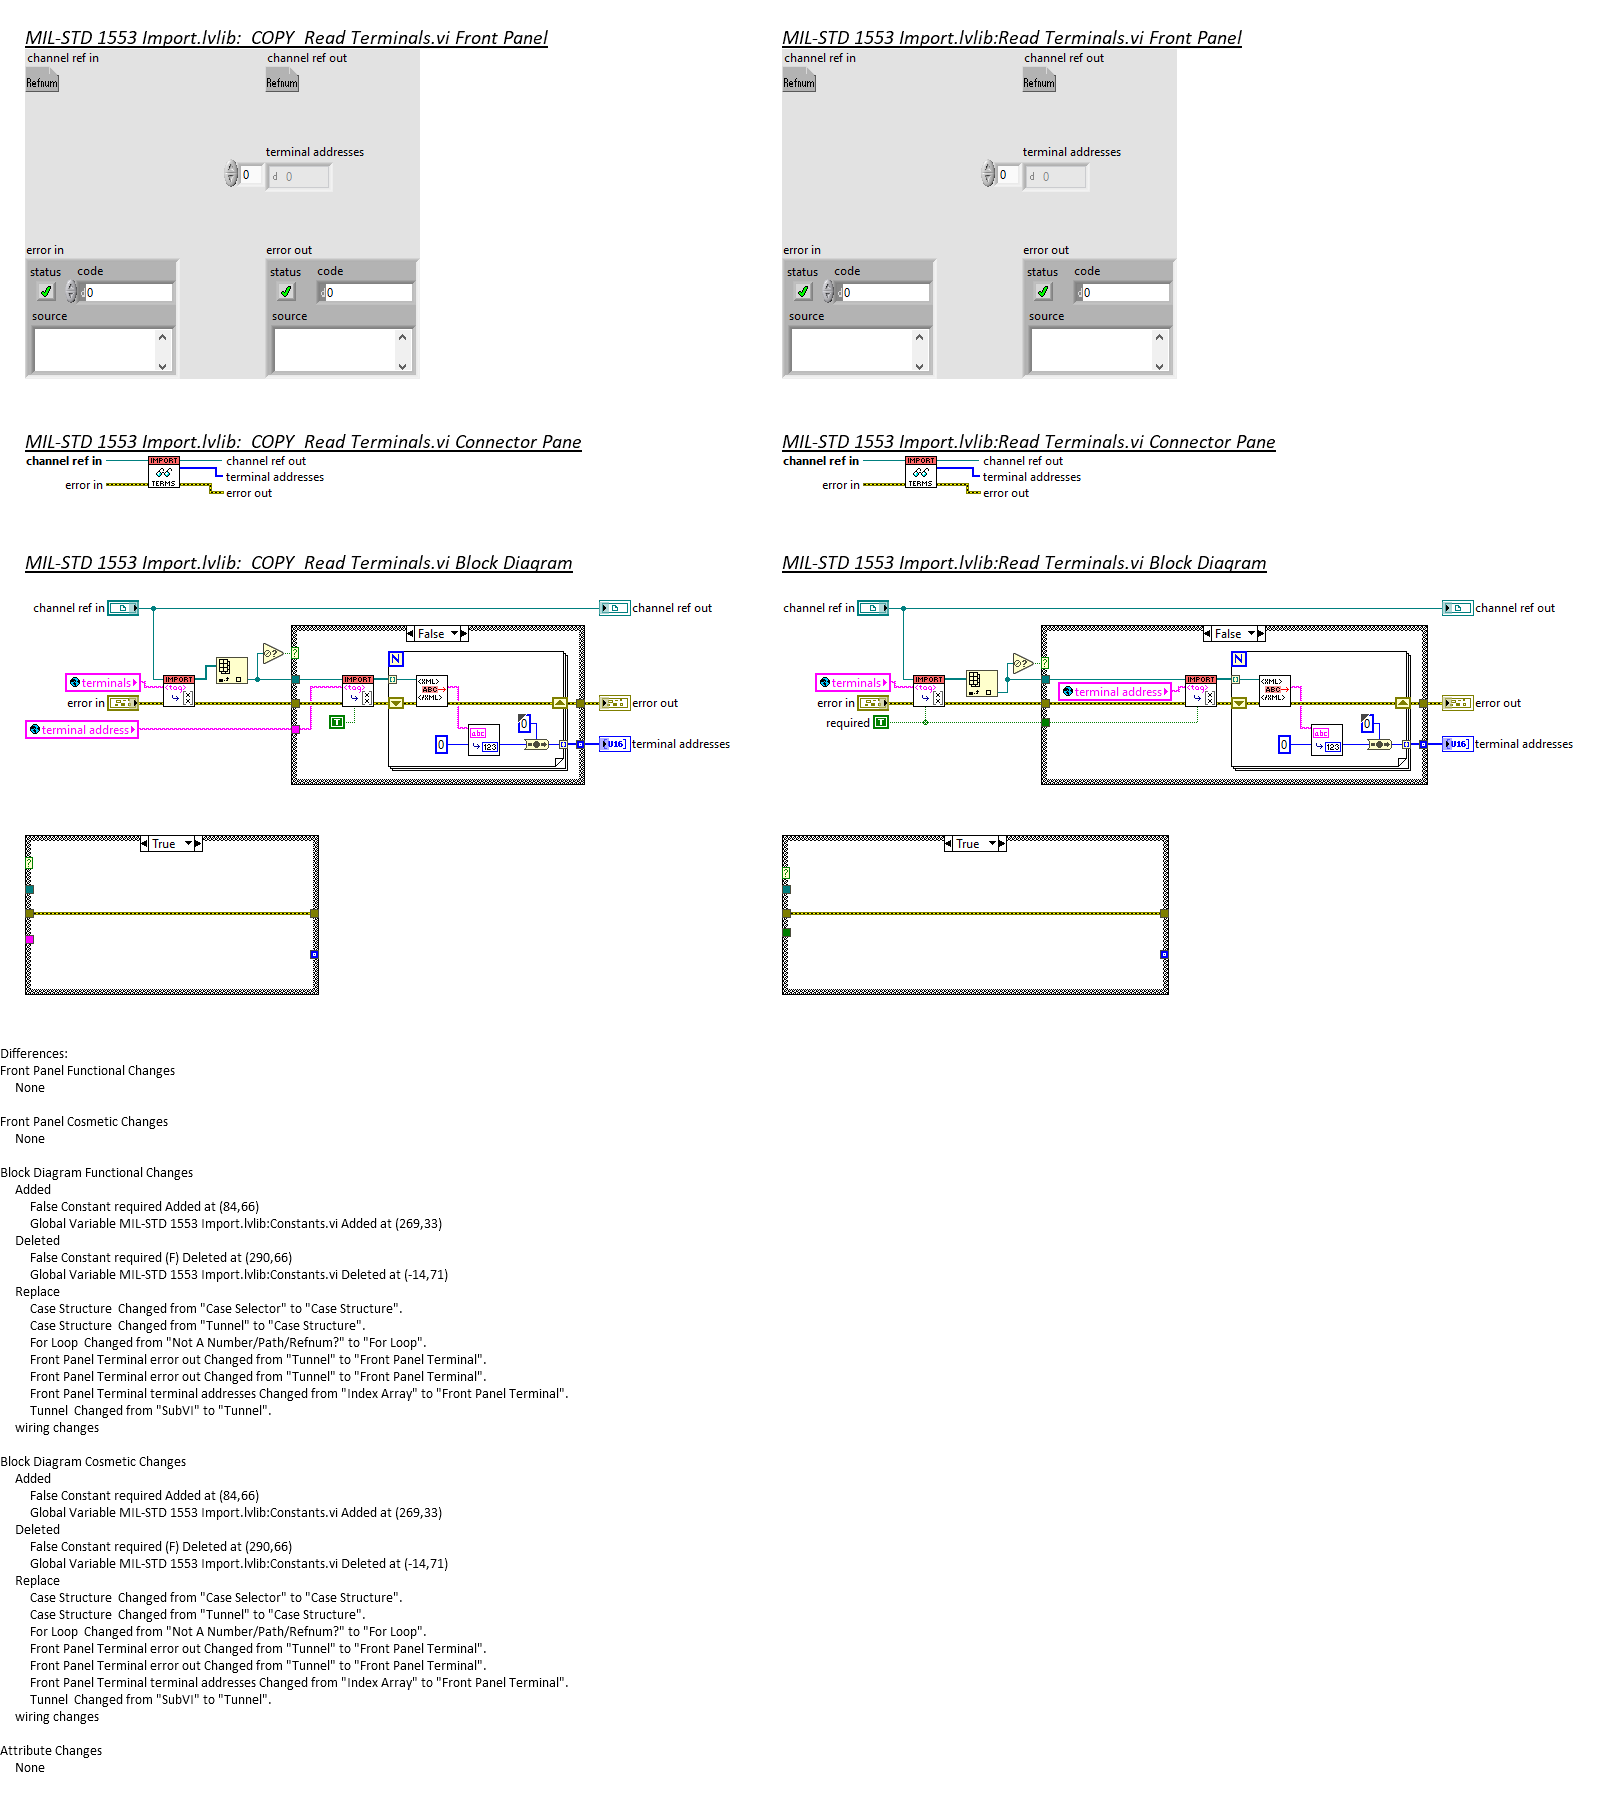 MIL-STD 1553 Import.lvlib:_COPY_Read Terminals.vi Front Panel
channel ref in
channel ref out
Refnum
Refnum
terminal addresses
0
d 0
error in
error out
status
code
status
code
d 0
d 0
source
source
MIL-STD 1553 Import.lvlib:Read Terminals.vi Front Panel
channel ref in
channel ref out
Refnum
Refnum
terminal addresses
0
d 0
error in
error out
status
code
status
code
d 0
d 0
source
source
MIL-STD 1553 Import.lvlib: COPY Read Terminals.vi Connector Pane
channel ref in
IMPORT
channel ref out
terminal addresses
error in
TERMS
error out
MIL-STD 1553 Import.lvlib:Read Terminals.vi Connector Pane
channel ref in
IMPORT
channel ref out
terminal addresses
error in
TERMS
error out
MIL-STD 1553 Import.lvlib: COPY Read Terminals.vi Block Diagram
channel ref in
channel ref out
False
?
N
terminals
IMPORT
<tag>
X
IMPORT
<tag>
X
<XML>
ABC
</XML>
error in
error out
terminal address
T
abc
123
0
0
U16
terminal addresses
True
?
MIL-STD 1553 Import.lvlib:Read Terminals.vi Block Diagram
channel ref in
channel ref out
False
?
N
terminals
IMPORT
<tag>
X
terminal address
IMPORT
<tag>
X
<XML>
ABC
</XML>
error in
error out
required
T
abc
123
0
0
U16
terminal addresses
True
?
Differences:
Front Panel Functional Changes
None
Front Panel Cosmetic Changes
None
Block Diagram Functional Changes
Added
False Constant required Added at (84,66)
Global Variable MIL-STD 1553 Import.lvlib:Constants.vi Added at (269,33)
Deleted
False Constant required (F) Deleted at (290,66)
Global Variable MIL-STD 1553 Import.lvlib:Constants.vi Deleted at (-14,71)
Replace
Case Structure  Changed from "Case Selector" to "Case Structure".
Case Structure  Changed from "Tunnel" to "Case Structure".
For Loop  Changed from "Not A Number/Path/Refnum?" to "For Loop".
Front Panel Terminal error out Changed from "Tunnel" to "Front Panel Terminal".
Front Panel Terminal error out Changed from "Tunnel" to "Front Panel Terminal".
Front Panel Terminal terminal addresses Changed from "Index Array" to "Front Panel Terminal".
Tunnel  Changed from "SubVI" to "Tunnel".
wiring changes
Block Diagram Cosmetic Changes
Added
False Constant required Added at (84,66)
Global Variable MIL-STD 1553 Import.lvlib:Constants.vi Added at (269,33)
Deleted
False Constant required (F) Deleted at (290,66)
Global Variable MIL-STD 1553 Import.lvlib:Constants.vi Deleted at (-14,71)
Replace
Case Structure  Changed from "Case Selector" to "Case Structure".
Case Structure  Changed from "Tunnel" to "Case Structure".
For Loop  Changed from "Not A Number/Path/Refnum?" to "For Loop".
Front Panel Terminal error out Changed from "Tunnel" to "Front Panel Terminal".
Front Panel Terminal error out Changed from "Tunnel" to "Front Panel Terminal".
Front Panel Terminal terminal addresses Changed from "Index Array" to "Front Panel Terminal".
Tunnel  Changed from "SubVI" to "Tunnel".
wiring changes
Attribute Changes
None